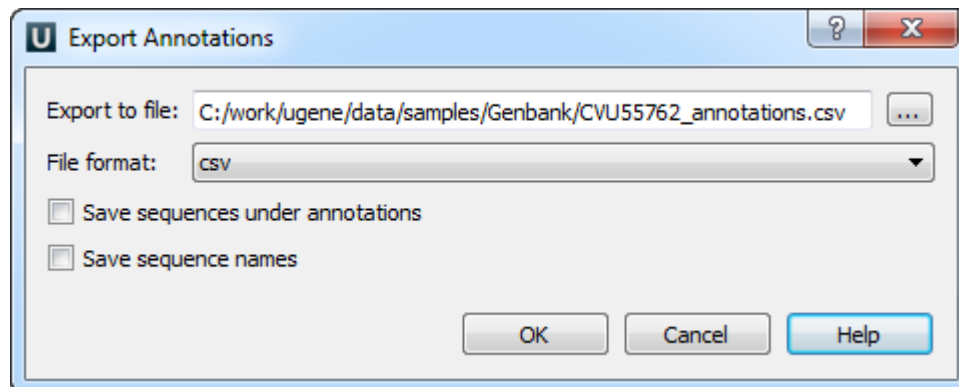 U Export Annotations ? X
Export to file: C:/work/ugene/data/samples/Genbank/CVU55762_annotations.csv ...
File format: csv
Save sequences under annotations
Save sequence names
OK Cancel Help